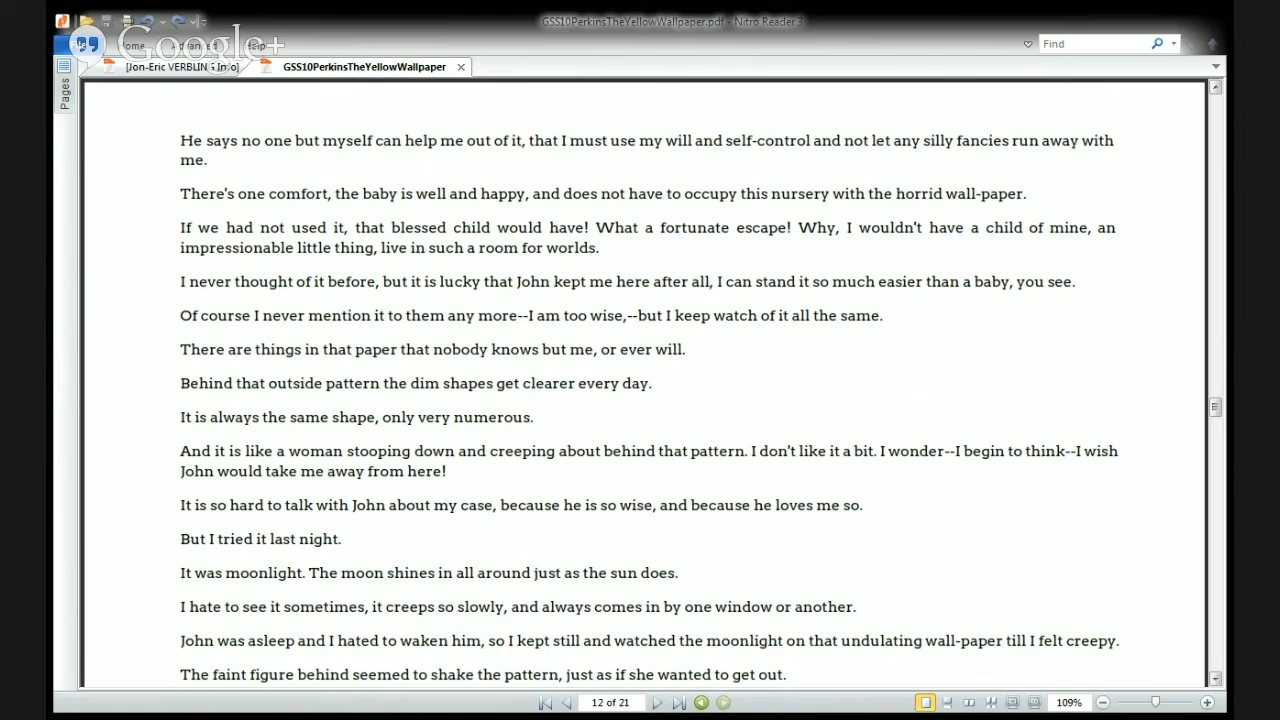 GSS10PerkinsTheYellowWallpaper.pdf - Nitro Reader 3
Google+
Home Advanced Help
Find
[Jon-Eric VERBLING Info] GSS10PerkinsTheYellowWallpaper
Pages
He says no one but myself can help me out of it, that I must use my will and self-control and not let any silly fancies run away with
me.
There's one comfort, the baby is well and happy, and does not have to occupy this nursery with the horrid wall-paper.
If we had not used it, that blessed child would have! What a fortunate escape! Why, I wouldn't have a child of mine, an
impressionable little thing, live in such a room for worlds.
I never thought of it before, but it is lucky that John kept me here after all, I can stand it so much easier than a baby, you see.
Of course I never mention it to them any more--I am too wise,--but I keep watch of it all the same.
There are things in that paper that nobody knows but me, or ever will.
Behind that outside pattern the dim shapes get clearer every day.
It is always the same shape, only very numerous.
And it is like a woman stooping down and creeping about behind that pattern. I don't like it a bit. I wonder--I begin to think--I wish
John would take me away from here!
It is so hard to talk with John about my case, because he is so wise, and because he loves me so.
But I tried it last night.
It was moonlight. The moon shines in all around just as the sun does.
I hate to see it sometimes, it creeps so slowly, and always comes in by one window or another.
John was asleep and I hated to waken him, so I kept still and watched the moonlight on that undulating wall-paper till I felt creepy.
The faint figure behind seemed to shake the pattern, just as if she wanted to get out.
12 of 21
109%